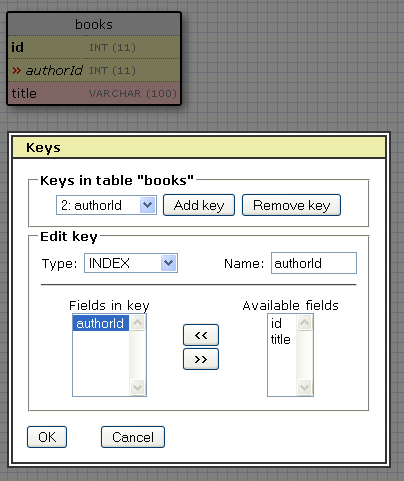 books
id INT (11)
» authorId INT (11)
title VARCHAR (100)
Keys
Keys in table "books"
2: authorId Add key Remove key
Edit key
Type: INDEX Name: authorId
Fields in key Available fields
authorId
id
title
<<
>>
OK Cancel